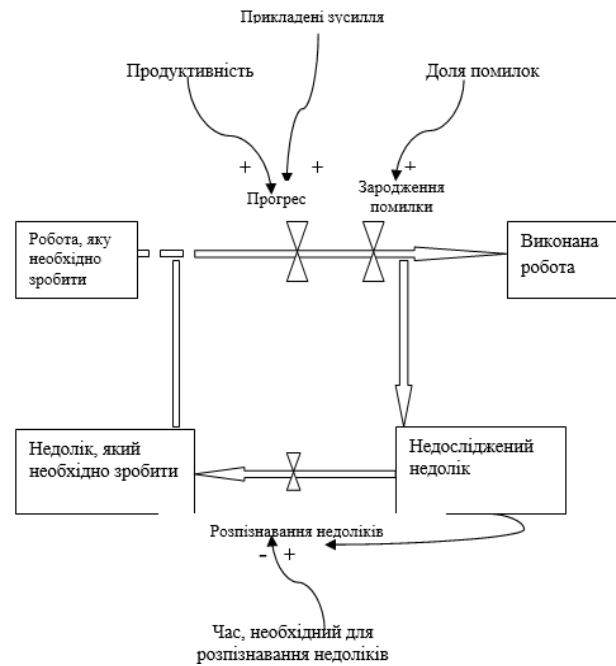 Прикладені зусилля
Продуктивність
Доля помилок
+ + +
Прогрес
Зародження
помилки
Робота, яку
необхідно
зробити
Виконана
робота
Недолік, який
необхідно зробити
Недосліджений
недолік
Розпізнавання недоліків
- +
Час, необхідний для
розпізнавання недоліків